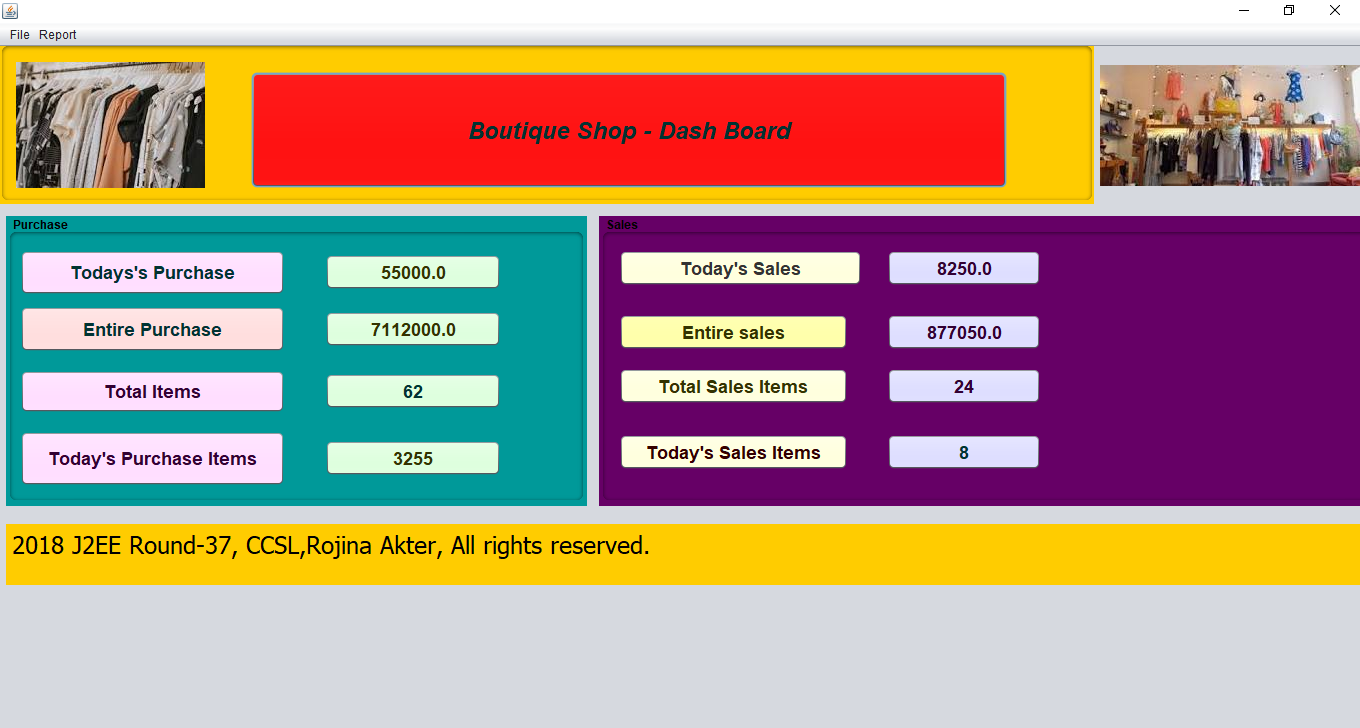 File Report
Boutique Shop - Dash Board
Purchase
Todays's Purchase 55000.0
Entire Purchase 7112000.0
Total Items 62
Today's Purchase Items 3255
Sales
Today's Sales 8250.0
Entire sales 877050.0
Total Sales Items 24
Today's Sales Items 8
2018 J2EE Round-37, CCSL,Rojina Akter, All rights reserved.